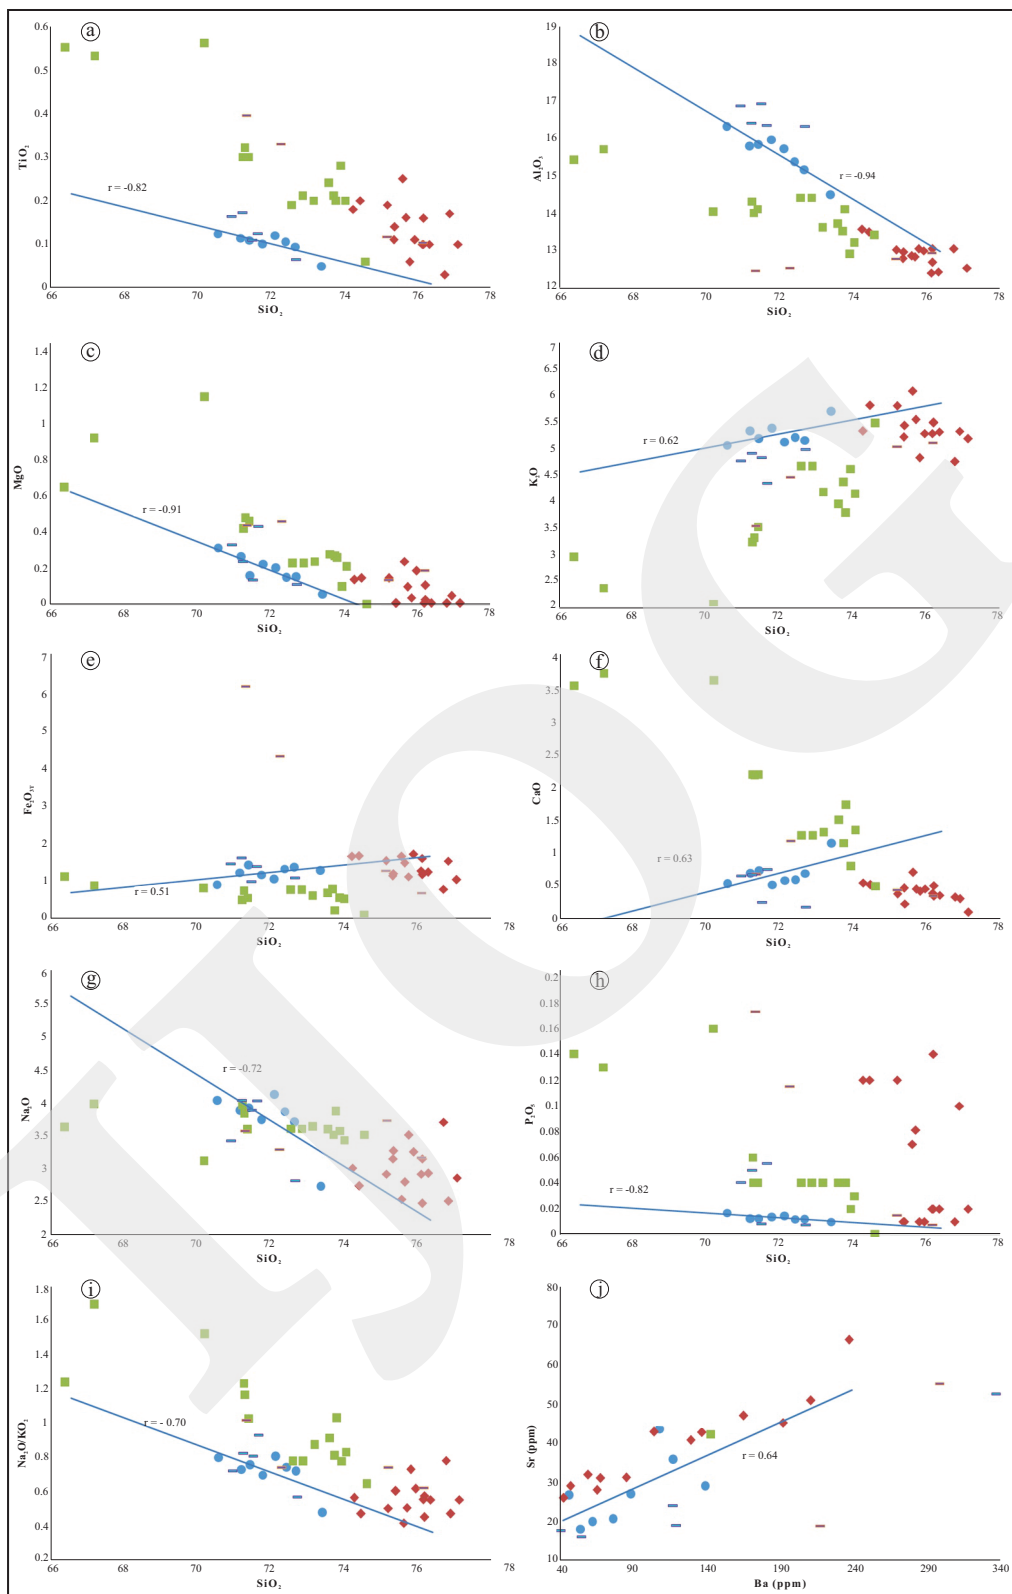 a
0.6
0.5
0.4
0.3
0.2
0.1
0
TiO2
r = -0.82
66 68 70 72 74 76 78
SiO2
b
19
18
17
16
15
14
13
12
Al2O3
r = -0.94
66 68 70 72 74 76 78
SiO2
c
1.4
1.2
1
0.8
0.6
0.4
0.2
0
MgO
r = -0.91
66 68 70 72 74 76 78
SiO2
d
7
6.5
6
5.5
5
4.5
4
3.5
3
2.5
2
K2O
r = 0.62
66 68 70 72 74 76 78
SiO2
e
7
6
5
4
3
2
1
0
Fe2O3T
r = 0.51
66 68 70 72 74 76 78
SiO2
f
4
3.5
3
2.5
2
1.5
1
0.5
0
CaO
r = 0.63
66 68 70 72 74 76 78
SiO2
g
6
5.5
5
4.5
4
3.5
3
2.5
2
Na2O
r = -0.72
66 68 70 72 74 76 78
SiO2
h
0.2
0.18
0.16
0.14
0.12
0.10
0.08
0.06
0.04
0.02
0
P2O5
r = -0.82
66 68 70 72 74 76 78
SiO2
i
1.8
1.6
1.4
1.2
1
0.8
0.6
0.4
0.2
Na2O/KO2
r = - 0.70
66 68 70 72 74 76 78
SiO2
j
80
70
60
50
40
30
20
10
Sr (ppm)
r = 0.64
40 90 140 190 240 290 340
Ba (ppm)
IJOG